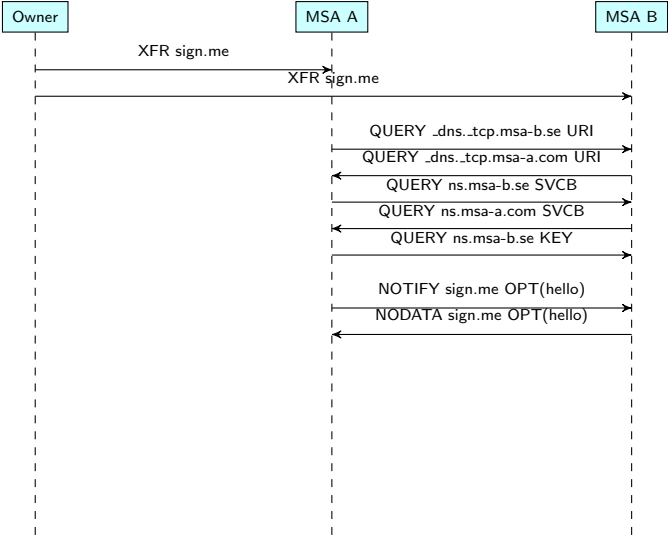 Owner
MSA A
MSA B
XFR sign.me
XFR sign.me
QUERY _dns._tcp.msa-b.se URI
QUERY _dns._tcp.msa-a.com URI
QUERY ns.msa-b.se SVCB
QUERY ns.msa-a.com SVCB
QUERY ns.msa-b.se KEY
NOTIFY sign.me OPT(hello)
NODATA sign.me OPT(hello)